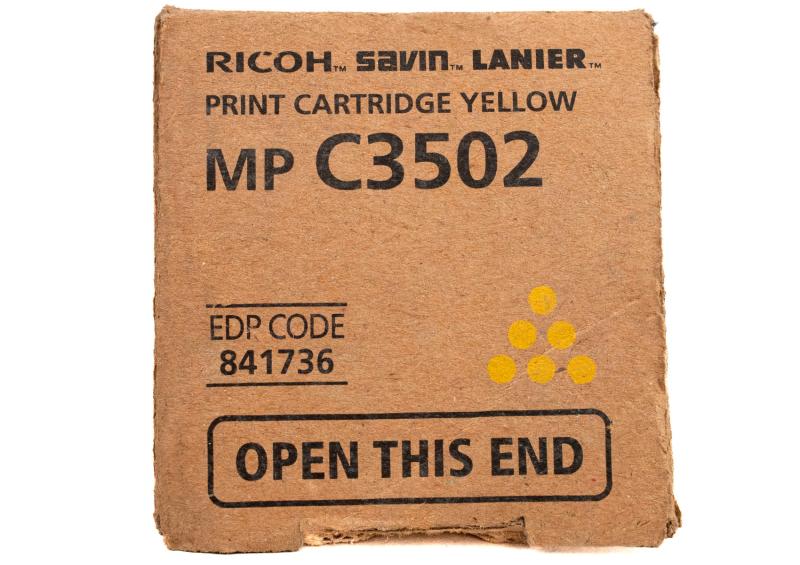 RICOH™ savin™ LANIER™
PRINT CARTRIDGE YELLOW
MP C3502
EDP CODE
841736
OPEN THIS END